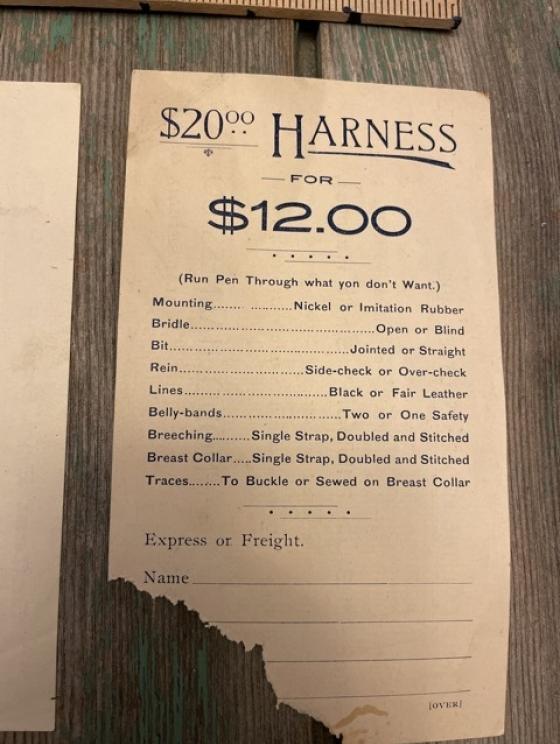 $20.00 HARNESS
FOR
$12.00
(Run Pen Through what yon don't Want.)
Mounting.......  ...........Nickel or Imitation Rubber
Bridle..........................................Open or Blind
Bit..........................................Jointed or Straight
Rein.............................Side-check or Over-check
Lines....................................Black or Fair Leather
Belly-bands...........................Two or One Safety
Breeching.........Single Strap, Doubled and Stitched
Breast Collar.....Single Strap, Doubled and Stitched
Traces........To Buckle or Sewed on Breast Collar
Express or Freight.
Name
[OVER]